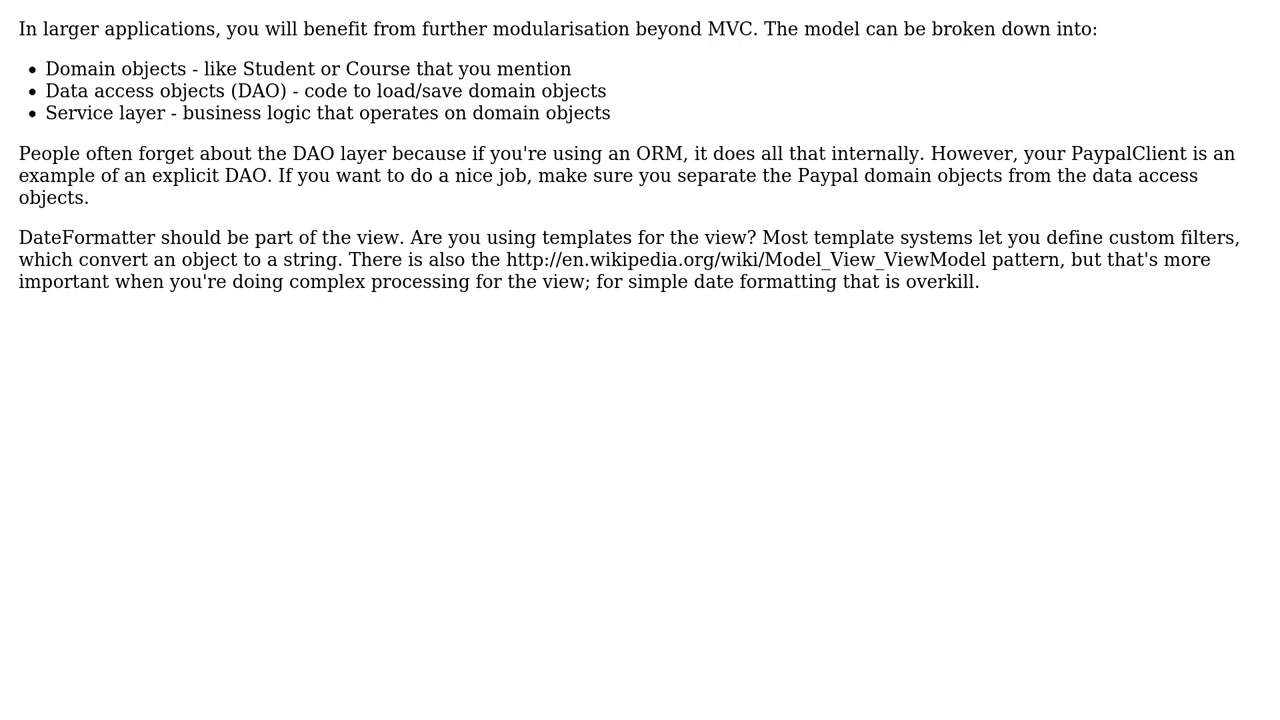 In larger applications, you will benefit from further modularisation beyond MVC. The model can be broken down into:
• Domain objects - like Student or Course that you mention
• Data access objects (DAO) - code to load/save domain objects
• Service layer - business logic that operates on domain objects
People often forget about the DAO layer because if you're using an ORM, it does all that internally. However, your PaypalClient is an
example of an explicit DAO. If you want to do a nice job, make sure you separate the Paypal domain objects from the data access
objects.
DateFormatter should be part of the view. Are you using templates for the view? Most template systems let you define custom filters,
which convert an object to a string. There is also the http://en.wikipedia.org/wiki/Model_View_ViewModel pattern, but that's more
important when you're doing complex processing for the view; for simple date formatting that is overkill.